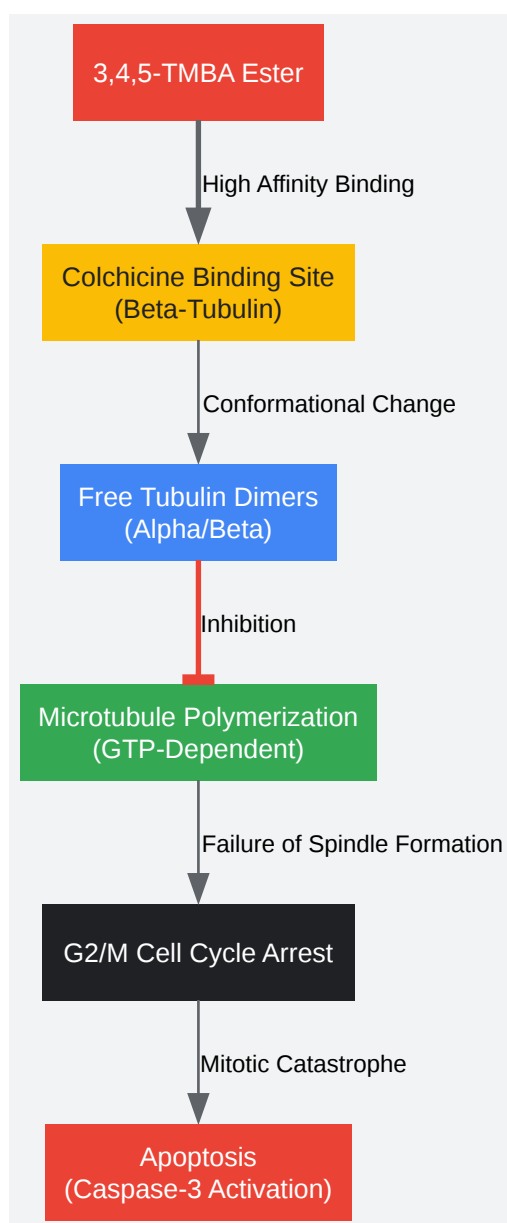 3,4,5-TMBA Ester
High Affinity Binding
Colchicine Binding Site
(Beta-Tubulin)
Conformational Change
Free Tubulin Dimers
(Alpha/Beta)
Inhibition
Microtubule Polymerization
(GTP-Dependent)
Failure of Spindle Formation
G2/M Cell Cycle Arrest
Mitotic Catastrophe
Apoptosis
(Caspase-3 Activation)